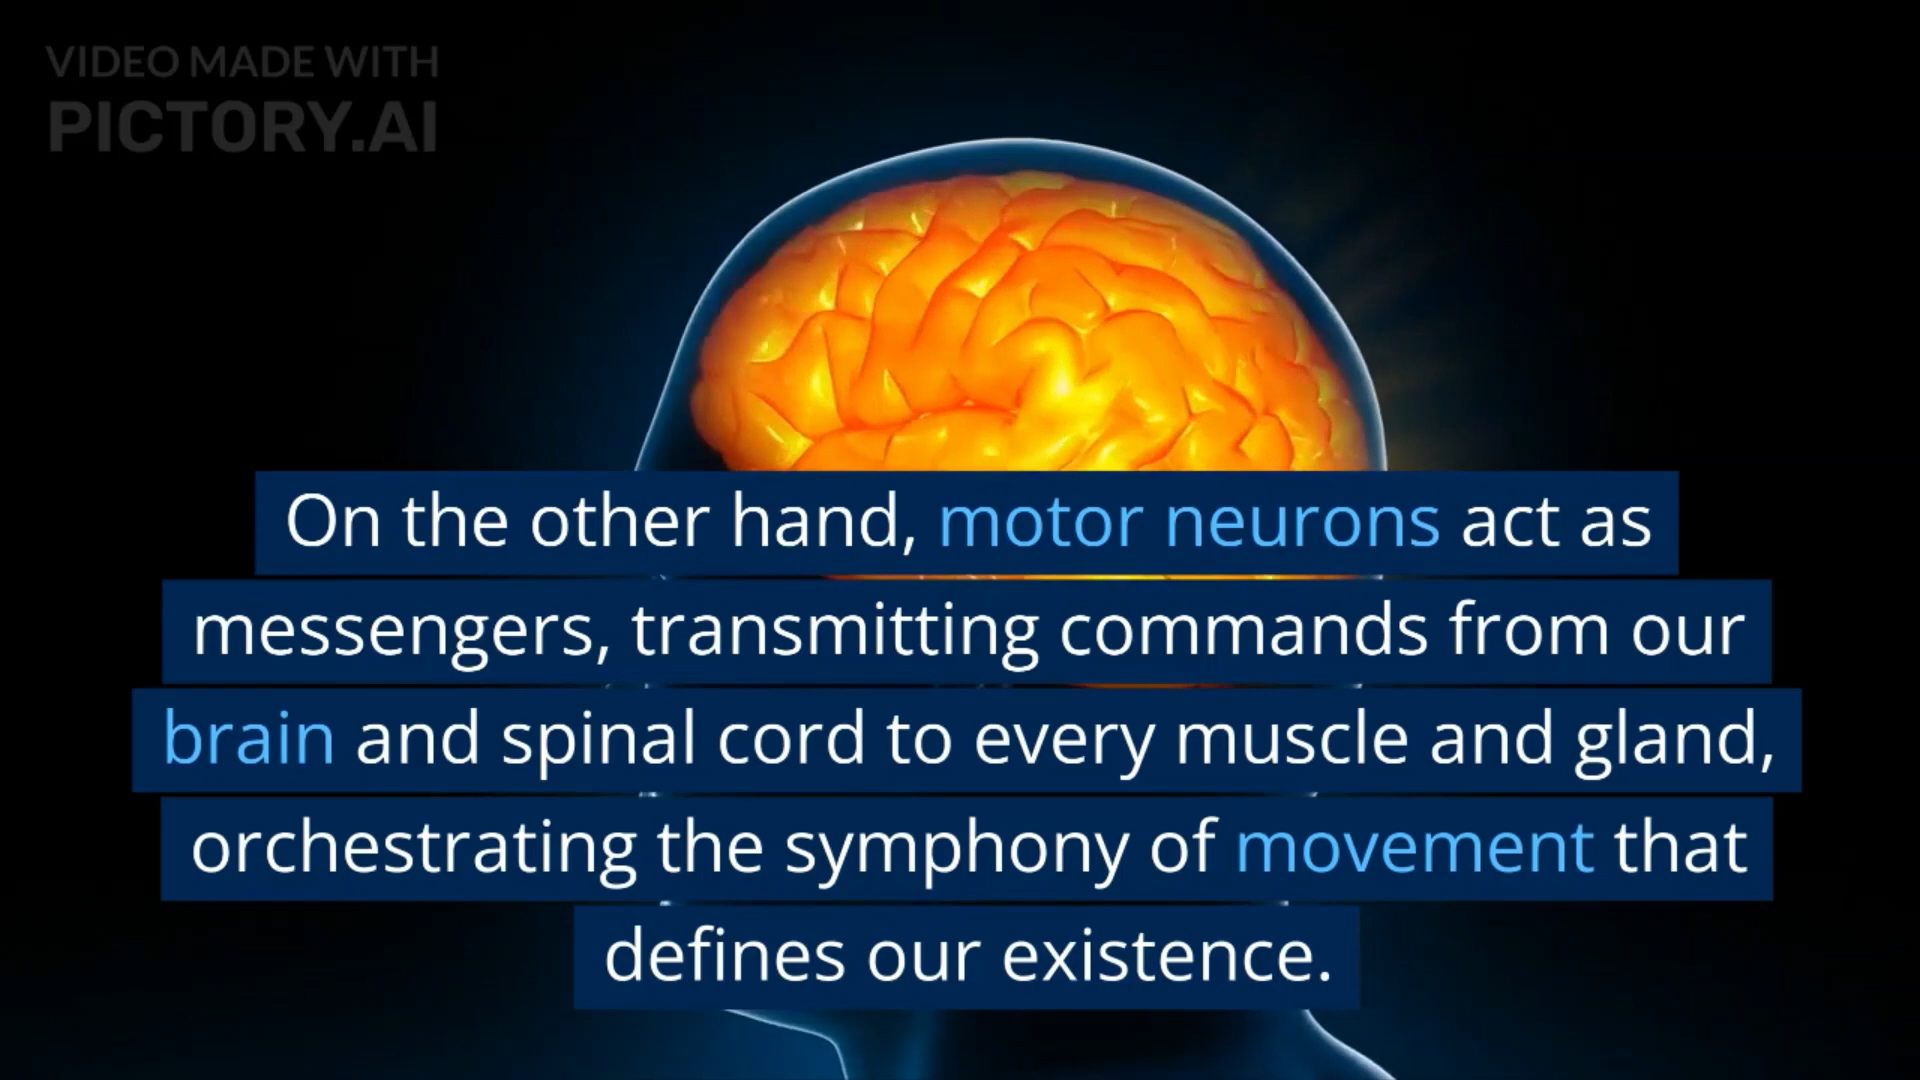 VIDEO MADE WITH
PICTORY.AI
On the other hand, motor neurons act as
messengers, transmitting commands from our
brain and spinal cord to every muscle and gland,
orchestrating the symphony of movement that
defines our existence.